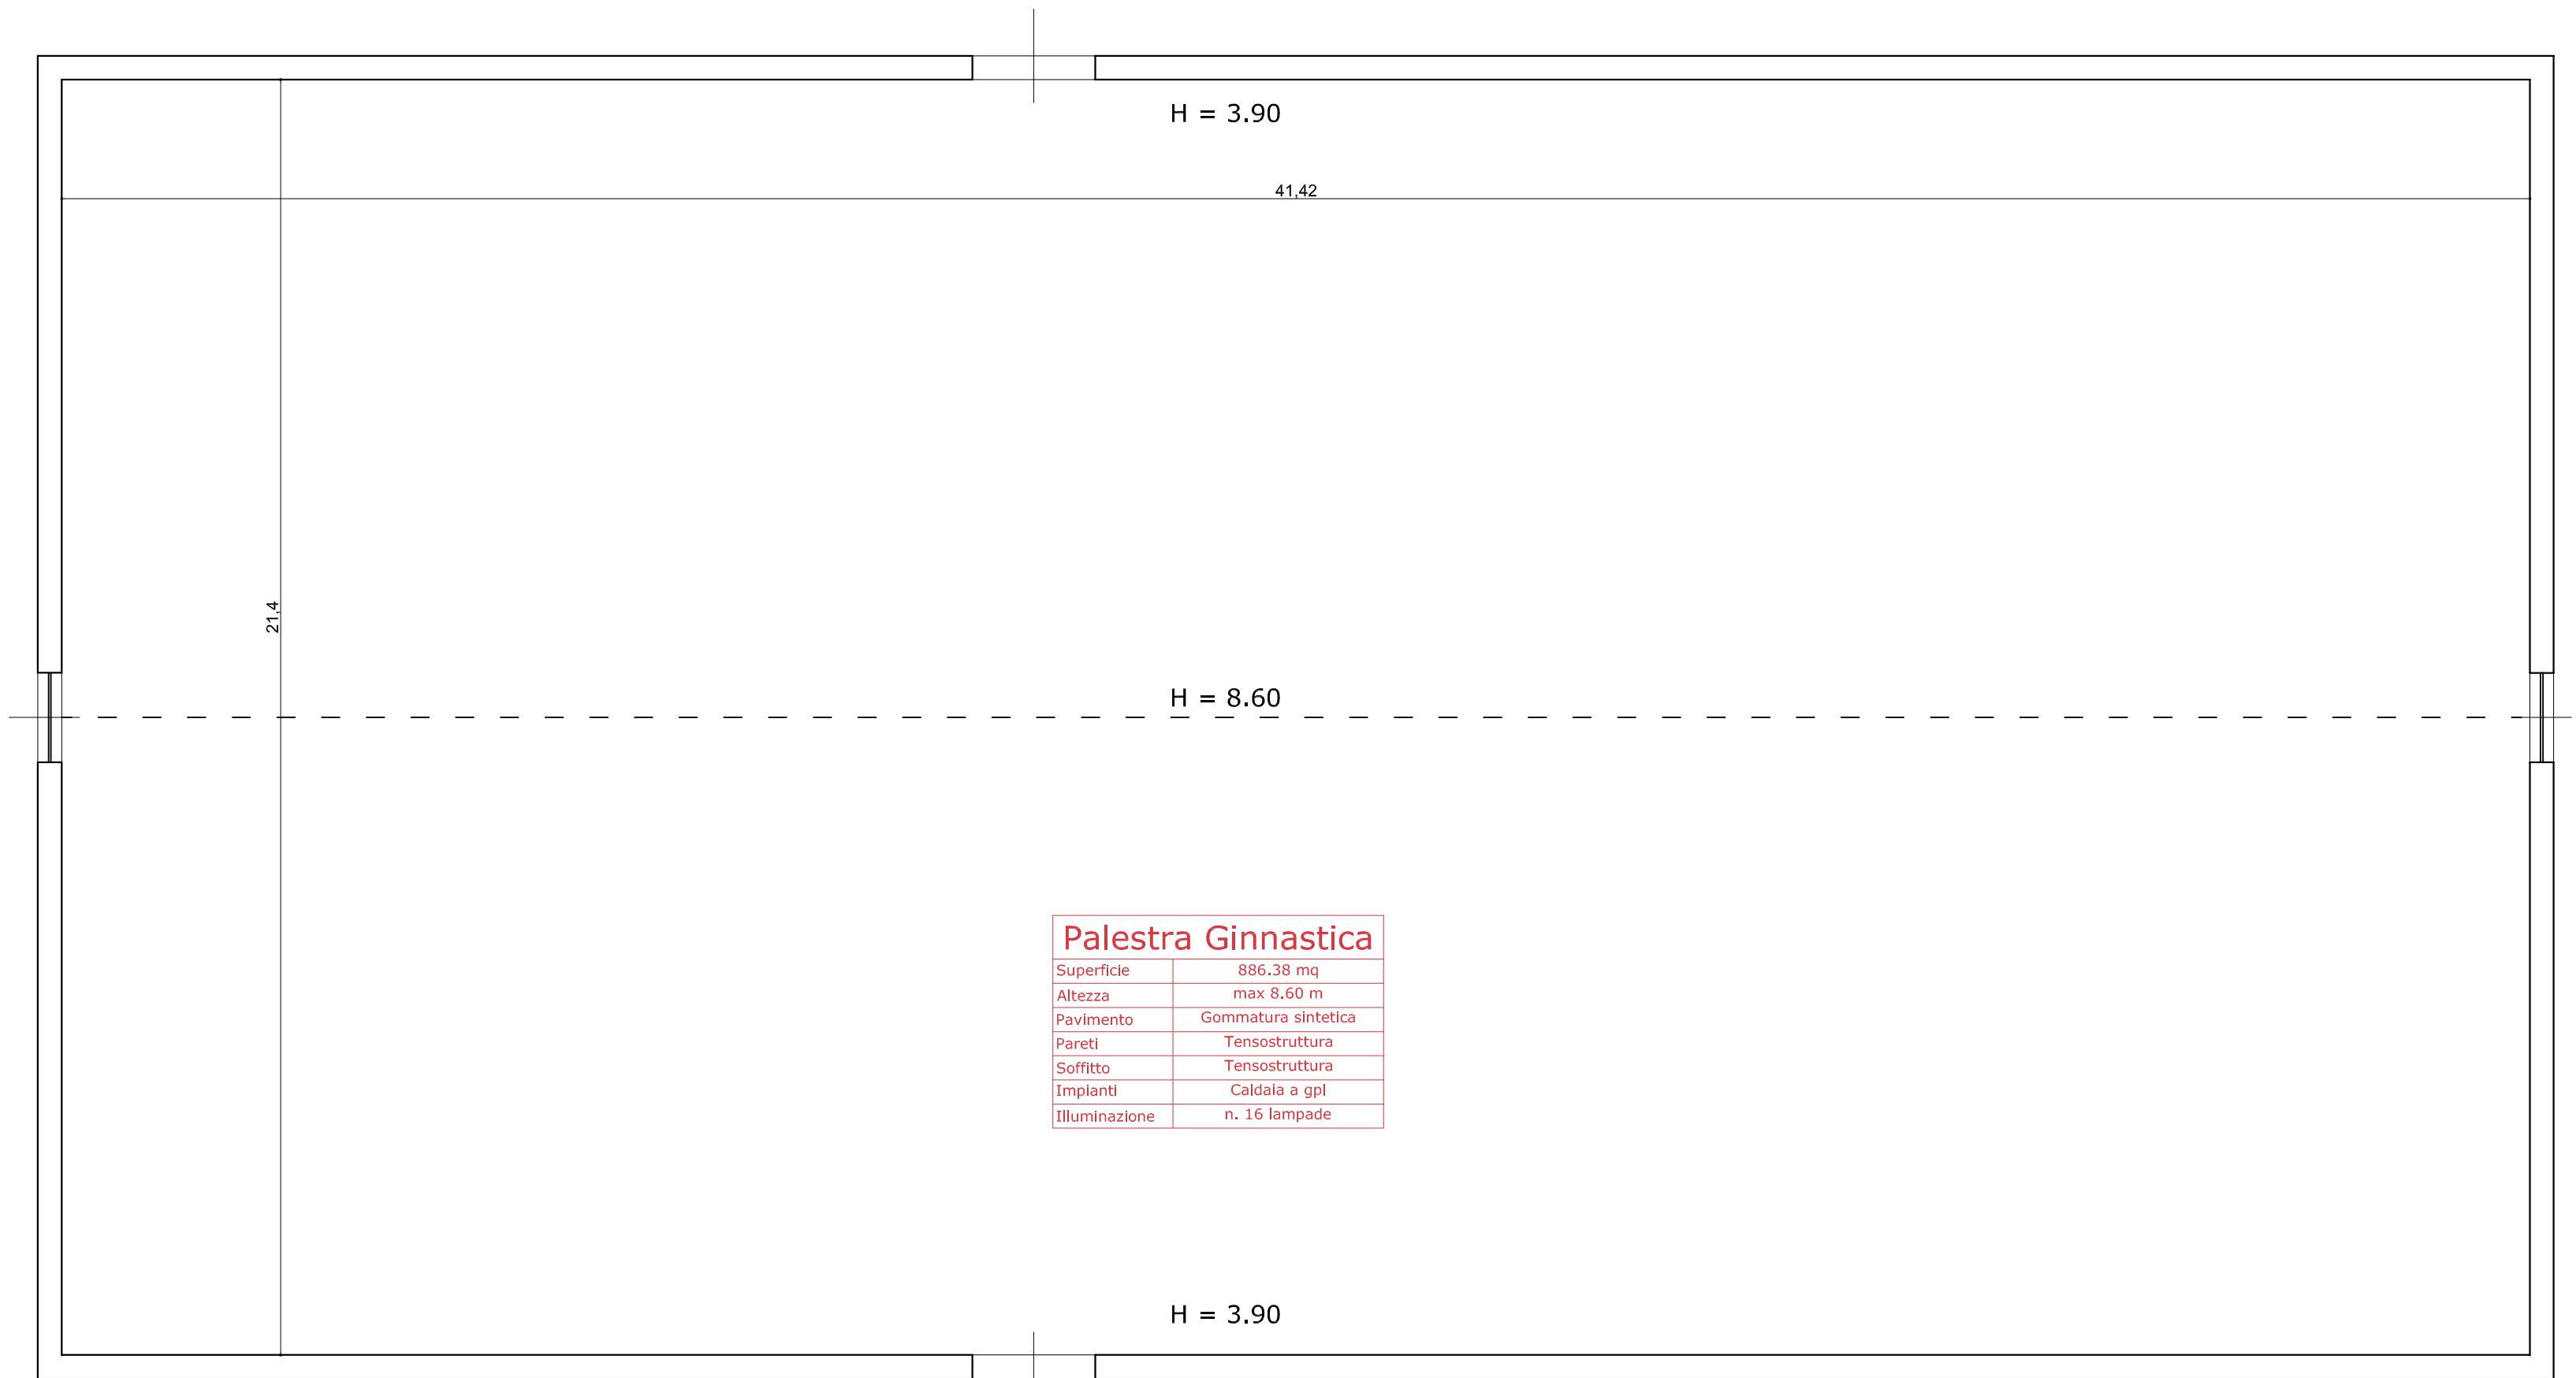 H = 3.90
41,42
21,4
H = 8.60
Palestra Ginnastica
Superficie 886.38 mq
Altezza max 8.60 m
Pavimento Gommatura sintetica
Pareti Tensostruttura
Soffitto Tensostruttura
Impianti Caldaia a gpl
Illuminazione n. 16 lampade
H = 3.90